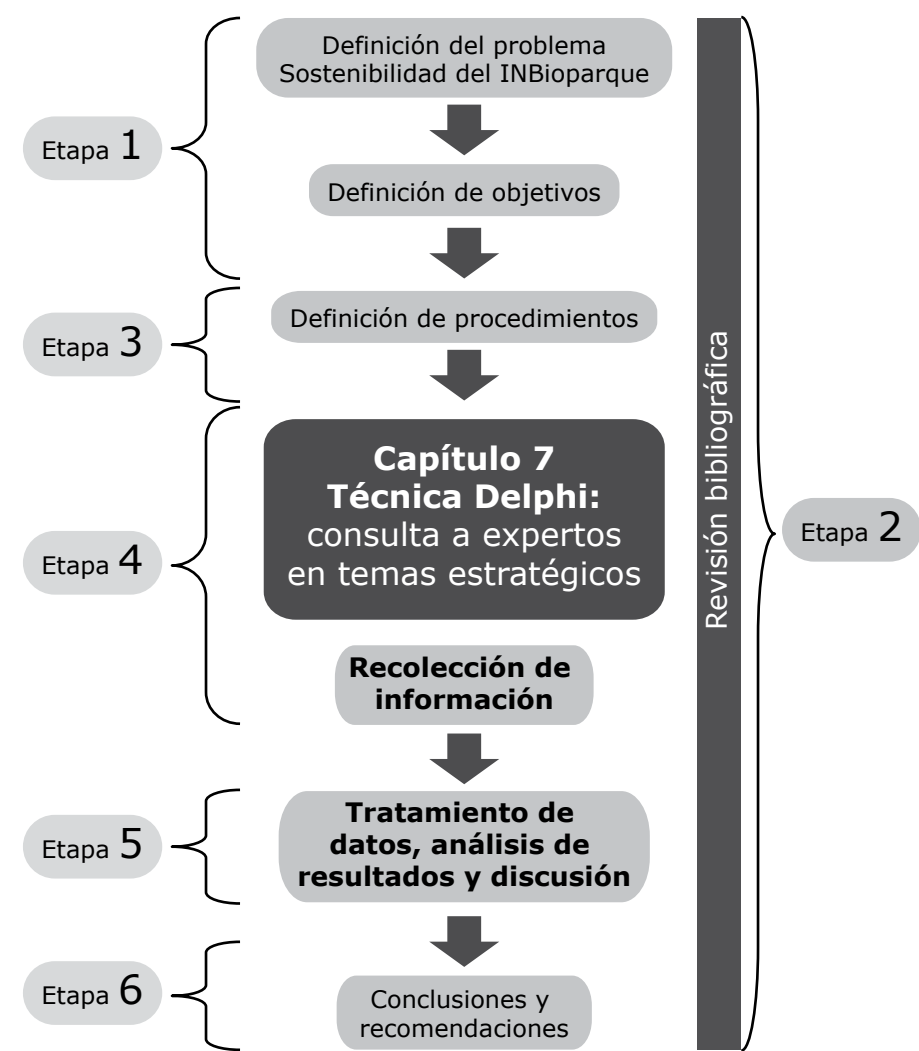 Definición del problema
Sostenibilidad del INBioparque
Etapa 1
Definición de objetivos
Definición de procedimientos
Etapa 3
Capítulo 7
Técnica Delphi:
consulta a expertos
en temas estratégicos
Etapa 4
Recolección de
información
Tratamiento de
datos, análisis de
resultados y discusión
Etapa 5
Conclusiones y
recomendaciones
Etapa 6
Revisión bibliográfica
Etapa 2